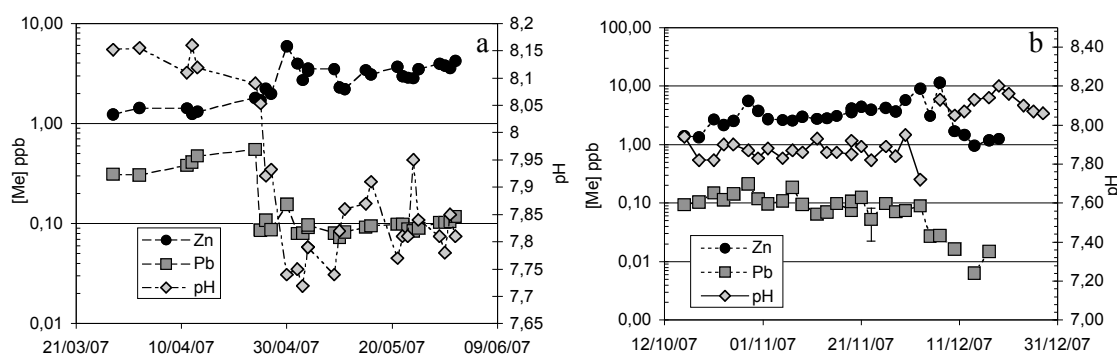 a
[Me] ppb
10,00
1,00
0,10
0,01
8,2
8,15
8,1
8,05
8
7,95
7,9
7,85
7,8
7,75
7,7
7,65
pH
Zn
Pb
pH
21/03/07 10/04/07 30/04/07 20/05/07 09/06/07
b
[Me] ppb
100,00
10,00
1,00
0,10
0,01
0,00
8,40
8,20
8,00
7,80
7,60
7,40
7,20
7,00
pH
Zn
Pb
pH
12/10/07 01/11/07 21/11/07 11/12/07 31/12/07